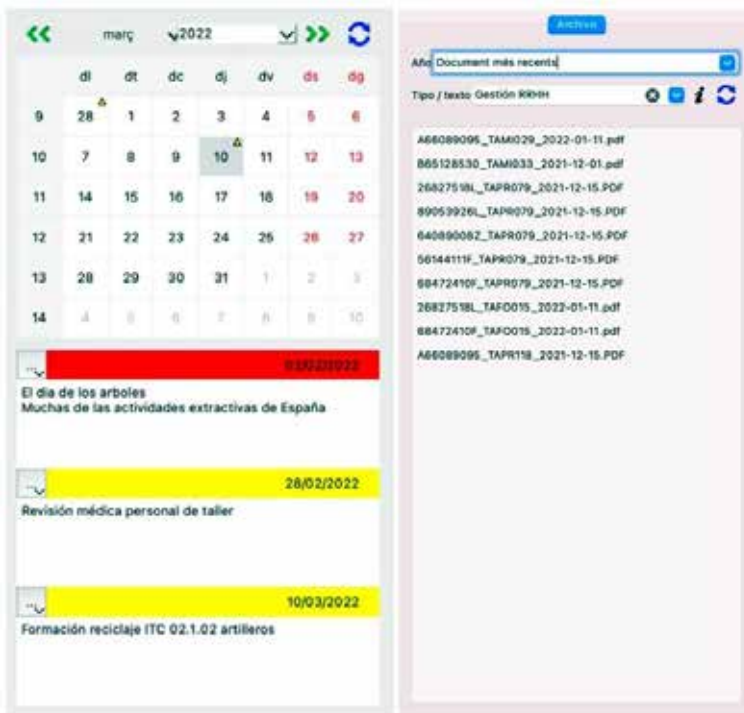 març 2022
dl dt dc dj dv ds dg
9 28 1 2 3 4 5 6
10 7 8 9 10 11 12 13
11 14 15 16 17 18 19 20
12 21 22 23 24 25 26 27
13 28 29 30 31 1 2 3
14 4 5 6 7 8 9 10
03/02/2022
El dia de los arboles
Muchas de las actividades extractivas de España
28/02/2022
Revisión médica personal de taller
10/03/2022
Formación reciclaje ITC 02.1.02 artilleros
Archivo
Año Document més recents
Tipo / texto Gestión RRHH
A66089095_TAMI029_2022-01-11.pdf
B65128530_TAMI033_2021-12-01.pdf
26827518L_TAPR079_2021-12-15.PDF
89053926L_TAPR079_2021-12-15.PDF
64089008Z_TAPR079_2021-12-15.PDF
56144111F_TAPR079_2021-12-15.PDF
68472410F_TAPR079_2021-12-15.PDF
26827518L_TAFO015_2022-01-11.pdf
68472410F_TAFO015_2022-01-11.pdf
A66089095_TAPR118_2021-12-15.PDF